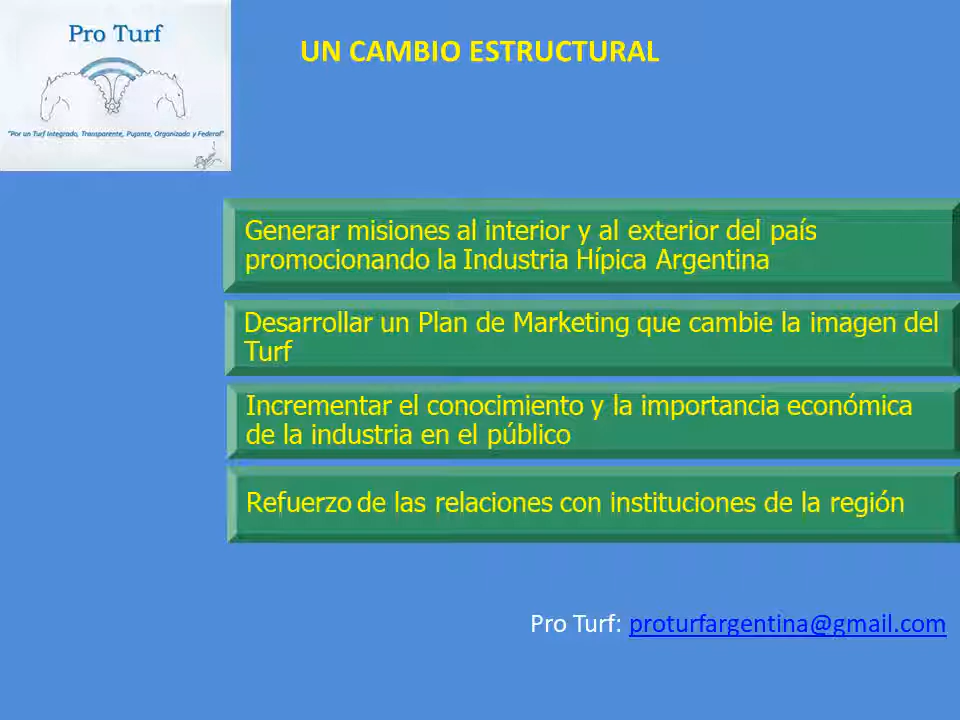 Pro Turf
"Por un Turf Integrado, Transparente, Pujante, Organizado y Federal"
UN CAMBIO ESTRUCTURAL
Generar misiones al interior y al exterior del país
promocionando la Industria Hípica Argentina
Desarrollar un Plan de Marketing que cambie la imagen del
Turf
Incrementar el conocimiento y la importancia económica
de la industria en el público
Refuerzo de las relaciones con instituciones de la región
Pro Turf: proturfargentina@gmail.com